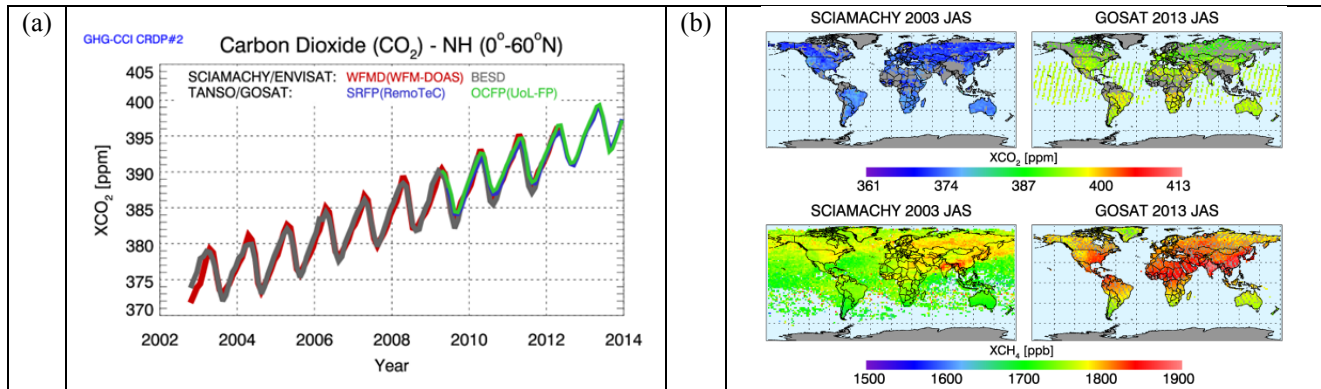 (a)
GHG-CCI CRDP#2
Carbon Dioxide (CO₂) - NH (0°-60°N)
SCIAMACHY/ENVISAT: WFMD(WFM-DOAS) BESD
TANSO/GOSAT: SRFP(RemoTeC) OCFP(UoL-FP)
405
400
395
390
385
380
375
370
XCO₂ [ppm]
2002 2004 2006 2008 2010 2012 2014
Year
(b)
SCIAMACHY 2003 JAS GOSAT 2013 JAS
XCO₂ [ppm]
361 374 387 400 413
SCIAMACHY 2003 JAS GOSAT 2013 JAS
XCH₄ [ppb]
1500 1600 1700 1800 1900